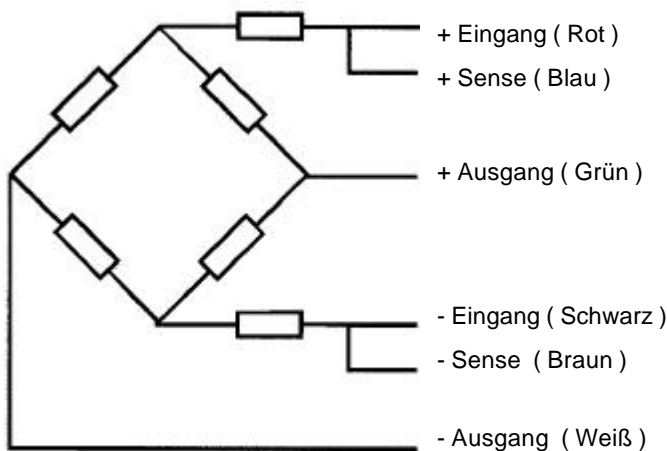 + Eingang ( Rot )
+ Sense ( Blau )
+ Ausgang ( Grün )
- Eingang ( Schwarz )
- Sense ( Braun )
- Ausgang ( Weiß )